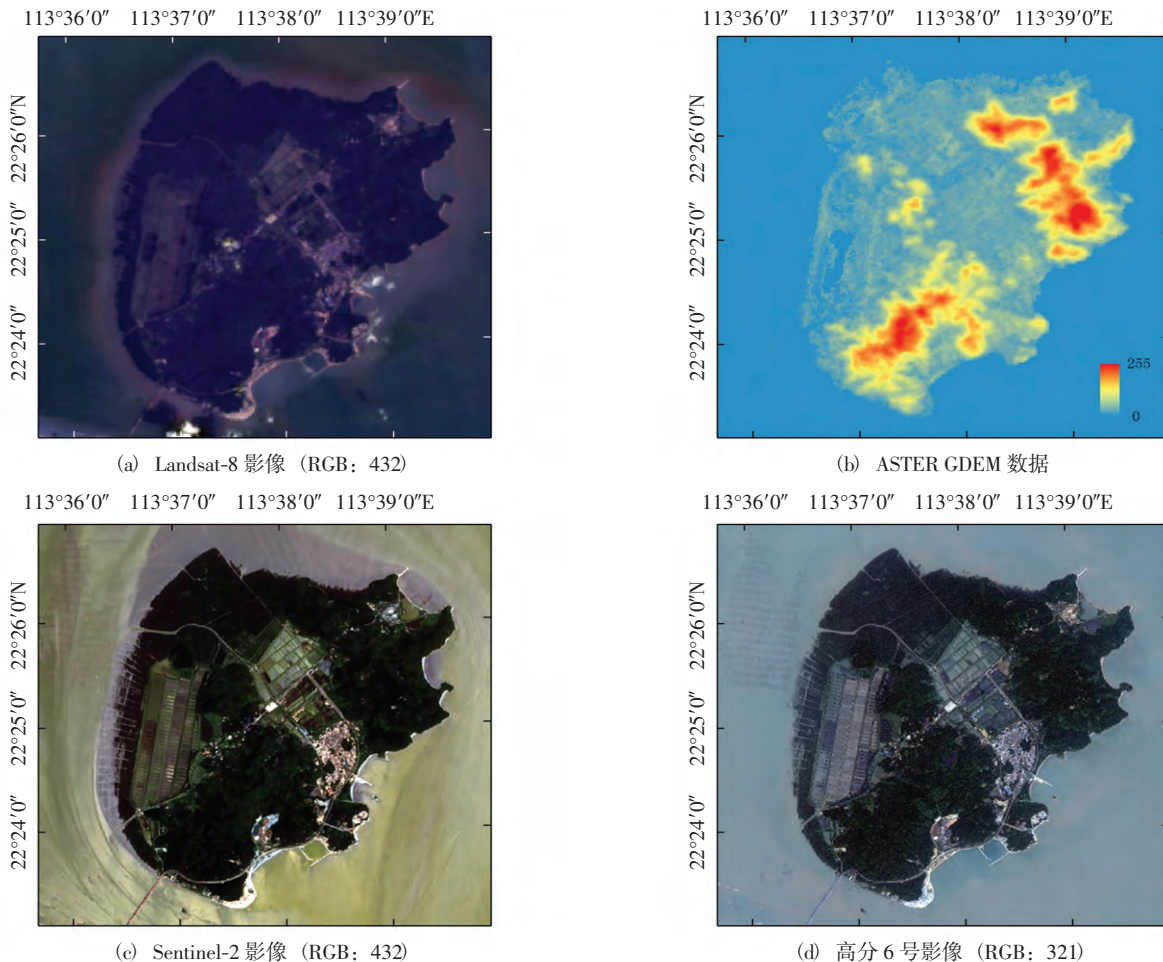 113°36′0″ 113°37′0″ 113°38′0″ 113°39′0″E
22°26′0″N
22°25′0″
22°24′0″
(a) Landsat-8 影像 (RGB: 432)
113°36′0″ 113°37′0″ 113°38′0″ 113°39′0″E
22°26′0″N
22°25′0″
22°24′0″
255
0
(b) ASTER GDEM 数据
113°36′0″ 113°37′0″ 113°38′0″ 113°39′0″E
22°26′0″N
22°25′0″
22°24′0″
(c) Sentinel-2 影像 (RGB: 432)
113°36′0″ 113°37′0″ 113°38′0″ 113°39′0″E
22°26′0″N
22°25′0″
22°24′0″
(d) 高分 6 号影像 (RGB: 321)